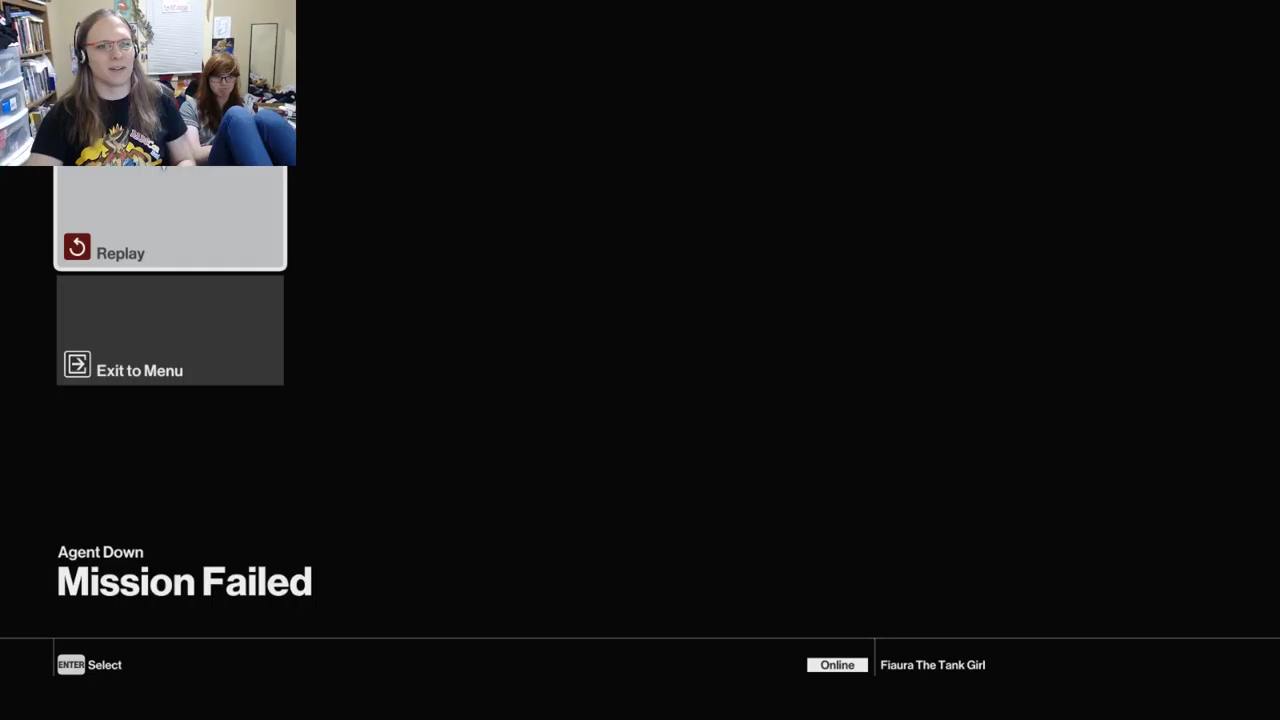 Replay
Exit to Menu
Agent Down
Mission Failed
ENTER Select
Online
Fiaura The Tank Girl